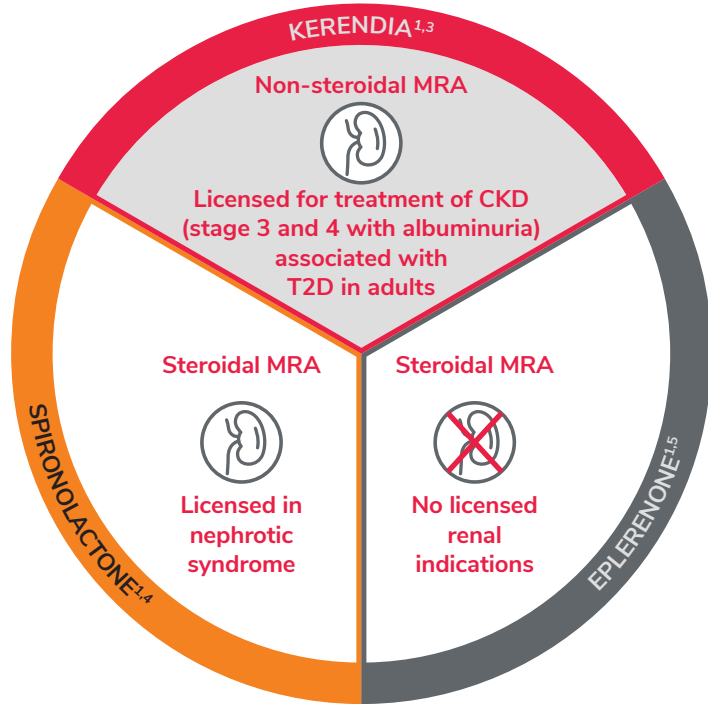 KERENDIA1,3
Non-steroidal MRA
Licensed for treatment of CKD
(stage 3 and 4 with albuminuria)
associated with
T2D in adults
Steroidal MRA
Licensed in
nephrotic
syndrome
SPIRONOLACTONE1,4
Steroidal MRA
No licensed
renal
indications
EPLERENONE1,5